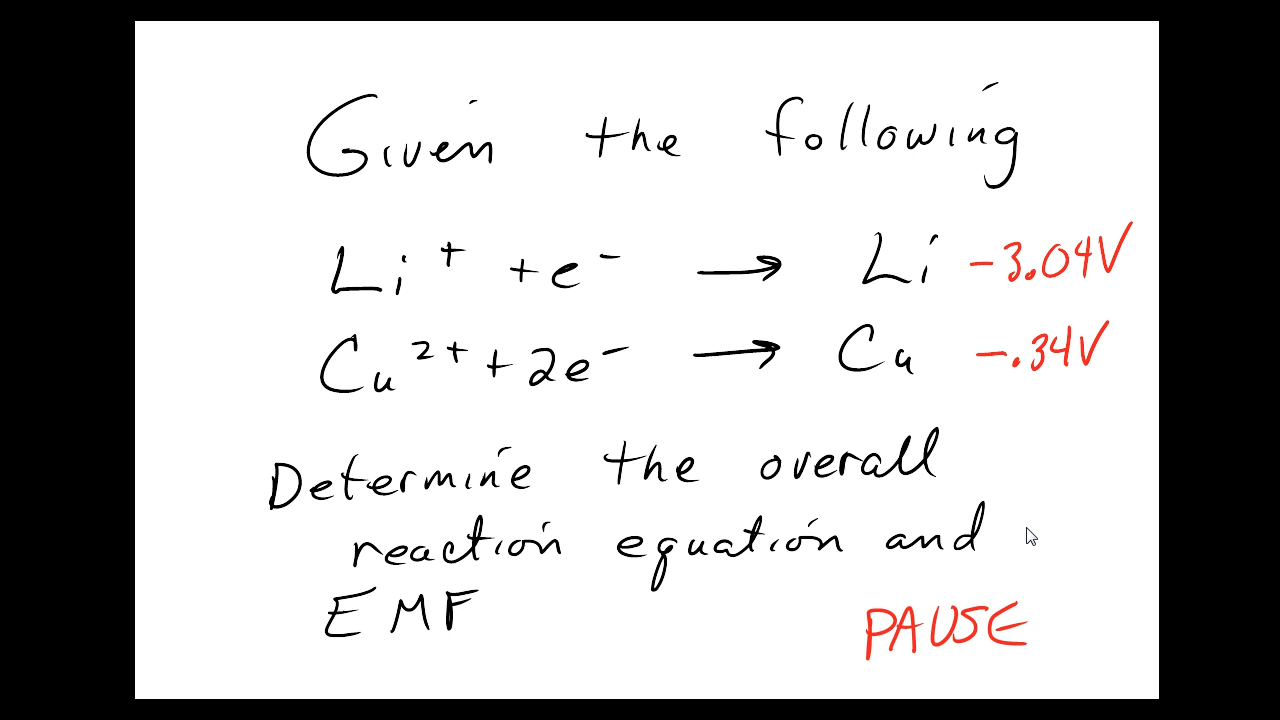 Given the following
Li⁺ + e⁻ → Li -3.04V
Cu²⁺ + 2e⁻ → Cu -.34V
Determine the overall
reaction equation and
EMF
PAUSE